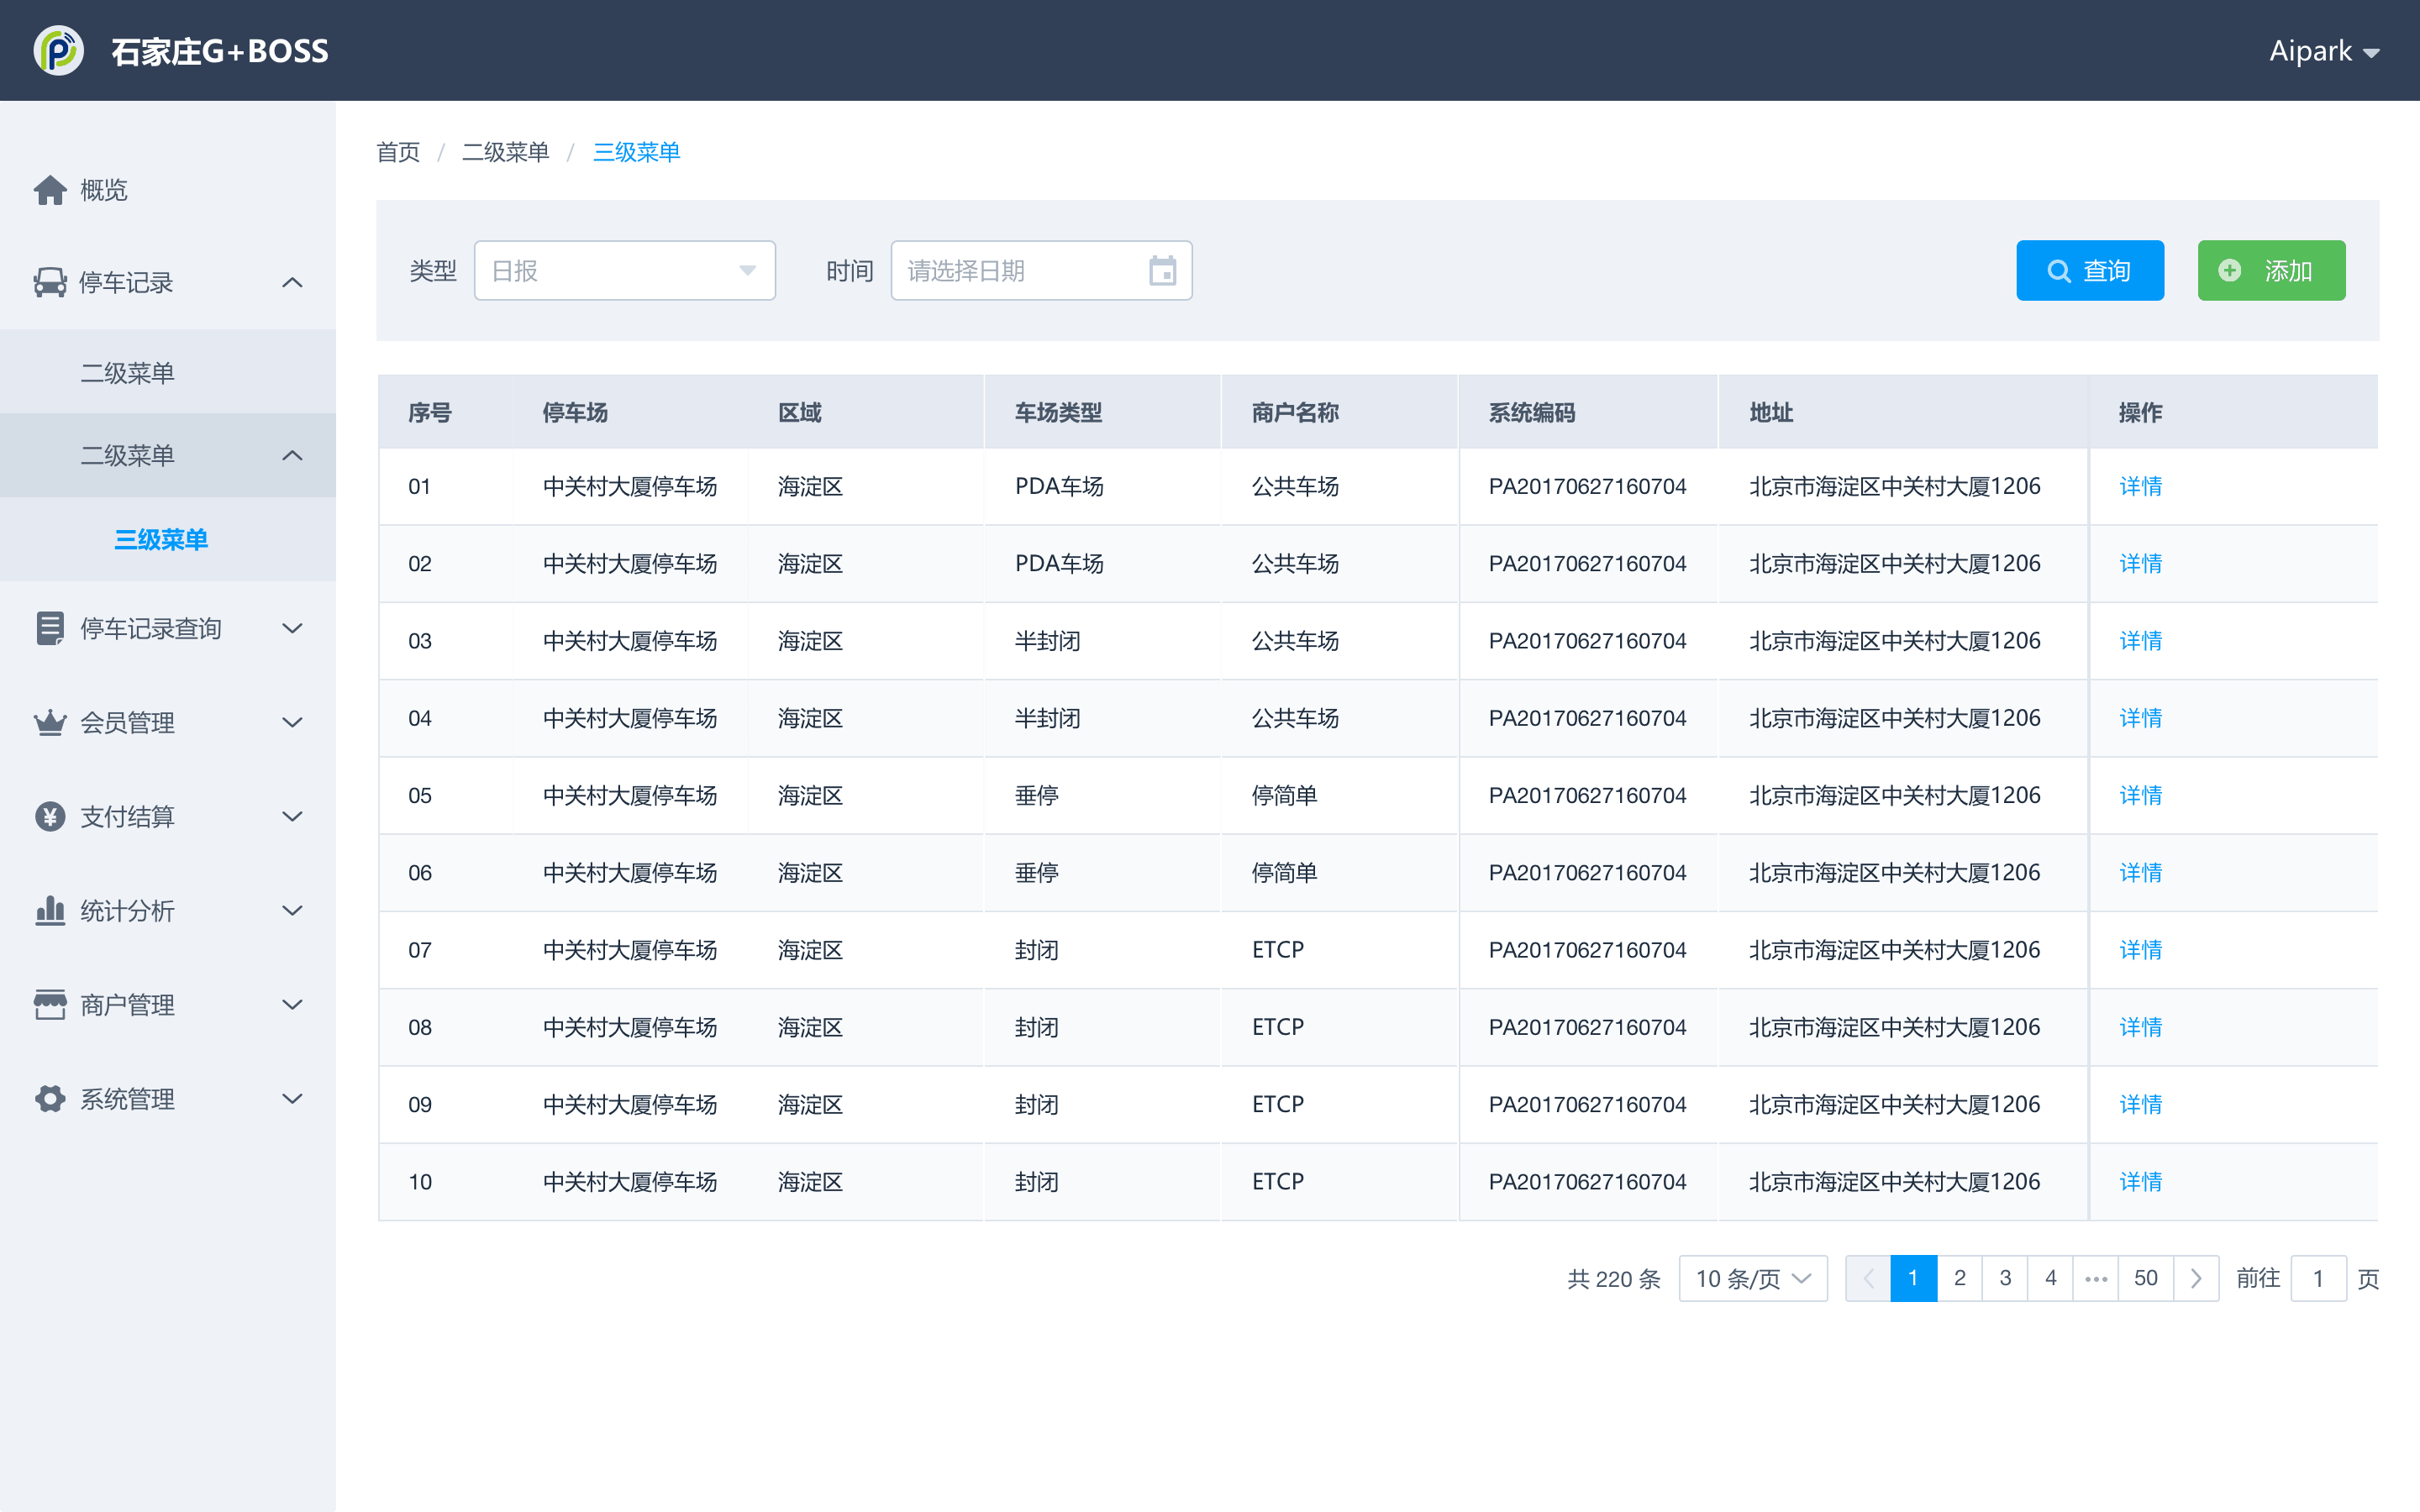 石家庄G+BOSS
Aipark
概览
停车记录
二级菜单
二级菜单
三级菜单
停车记录查询
会员管理
支付结算
统计分析
商户管理
系统管理
首页 / 二级菜单 / 三级菜单
类型 日报 时间 请选择日期 查询 添加
序号 停车场 区域 车场类型 商户名称 系统编码 地址 操作
01 中关村大厦停车场 海淀区 PDA车场 公共车场 PA20170627160704 北京市海淀区中关村大厦1206 详情
02 中关村大厦停车场 海淀区 PDA车场 公共车场 PA20170627160704 北京市海淀区中关村大厦1206 详情
03 中关村大厦停车场 海淀区 半封闭 公共车场 PA20170627160704 北京市海淀区中关村大厦1206 详情
04 中关村大厦停车场 海淀区 半封闭 公共车场 PA20170627160704 北京市海淀区中关村大厦1206 详情
05 中关村大厦停车场 海淀区 垂停 停简单 PA20170627160704 北京市海淀区中关村大厦1206 详情
06 中关村大厦停车场 海淀区 垂停 停简单 PA20170627160704 北京市海淀区中关村大厦1206 详情
07 中关村大厦停车场 海淀区 封闭 ETCP PA20170627160704 北京市海淀区中关村大厦1206 详情
08 中关村大厦停车场 海淀区 封闭 ETCP PA20170627160704 北京市海淀区中关村大厦1206 详情
09 中关村大厦停车场 海淀区 封闭 ETCP PA20170627160704 北京市海淀区中关村大厦1206 详情
10 中关村大厦停车场 海淀区 封闭 ETCP PA20170627160704 北京市海淀区中关村大厦1206 详情
共 220 条 10 条/页 1 2 3 4 ••• 50 前往 1 页